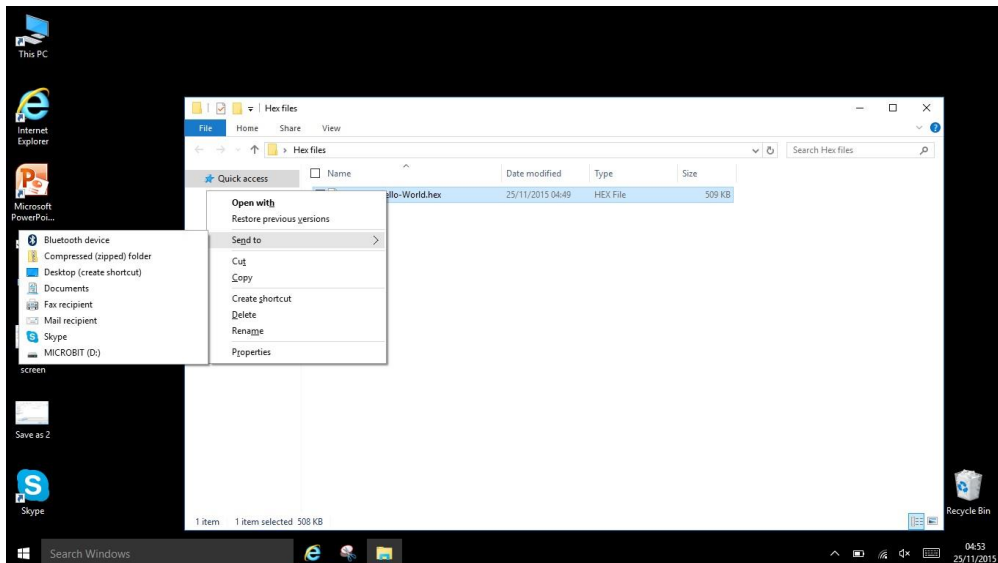 This PC
Internet
Explorer
Microsoft
PowerPoi...
screen
Save as 2
Skype
Hex files
File Home Share View
Hex files
Search Hex files
Quick access
Name Date modified Type Size
ello-World.hex 25/11/2015 04:49 HEX File 509 KB
Open with
Restore previous versions
Send to
Cut
Copy
Create shortcut
Delete
Rename
Properties
Bluetooth device
Compressed (zipped) folder
Desktop (create shortcut)
Documents
Fax recipient
Mail recipient
Skype
MICROBIT (D:)
1 item 1 item selected 508 KB
Recycle Bin
Search Windows
04:53
25/11/2015